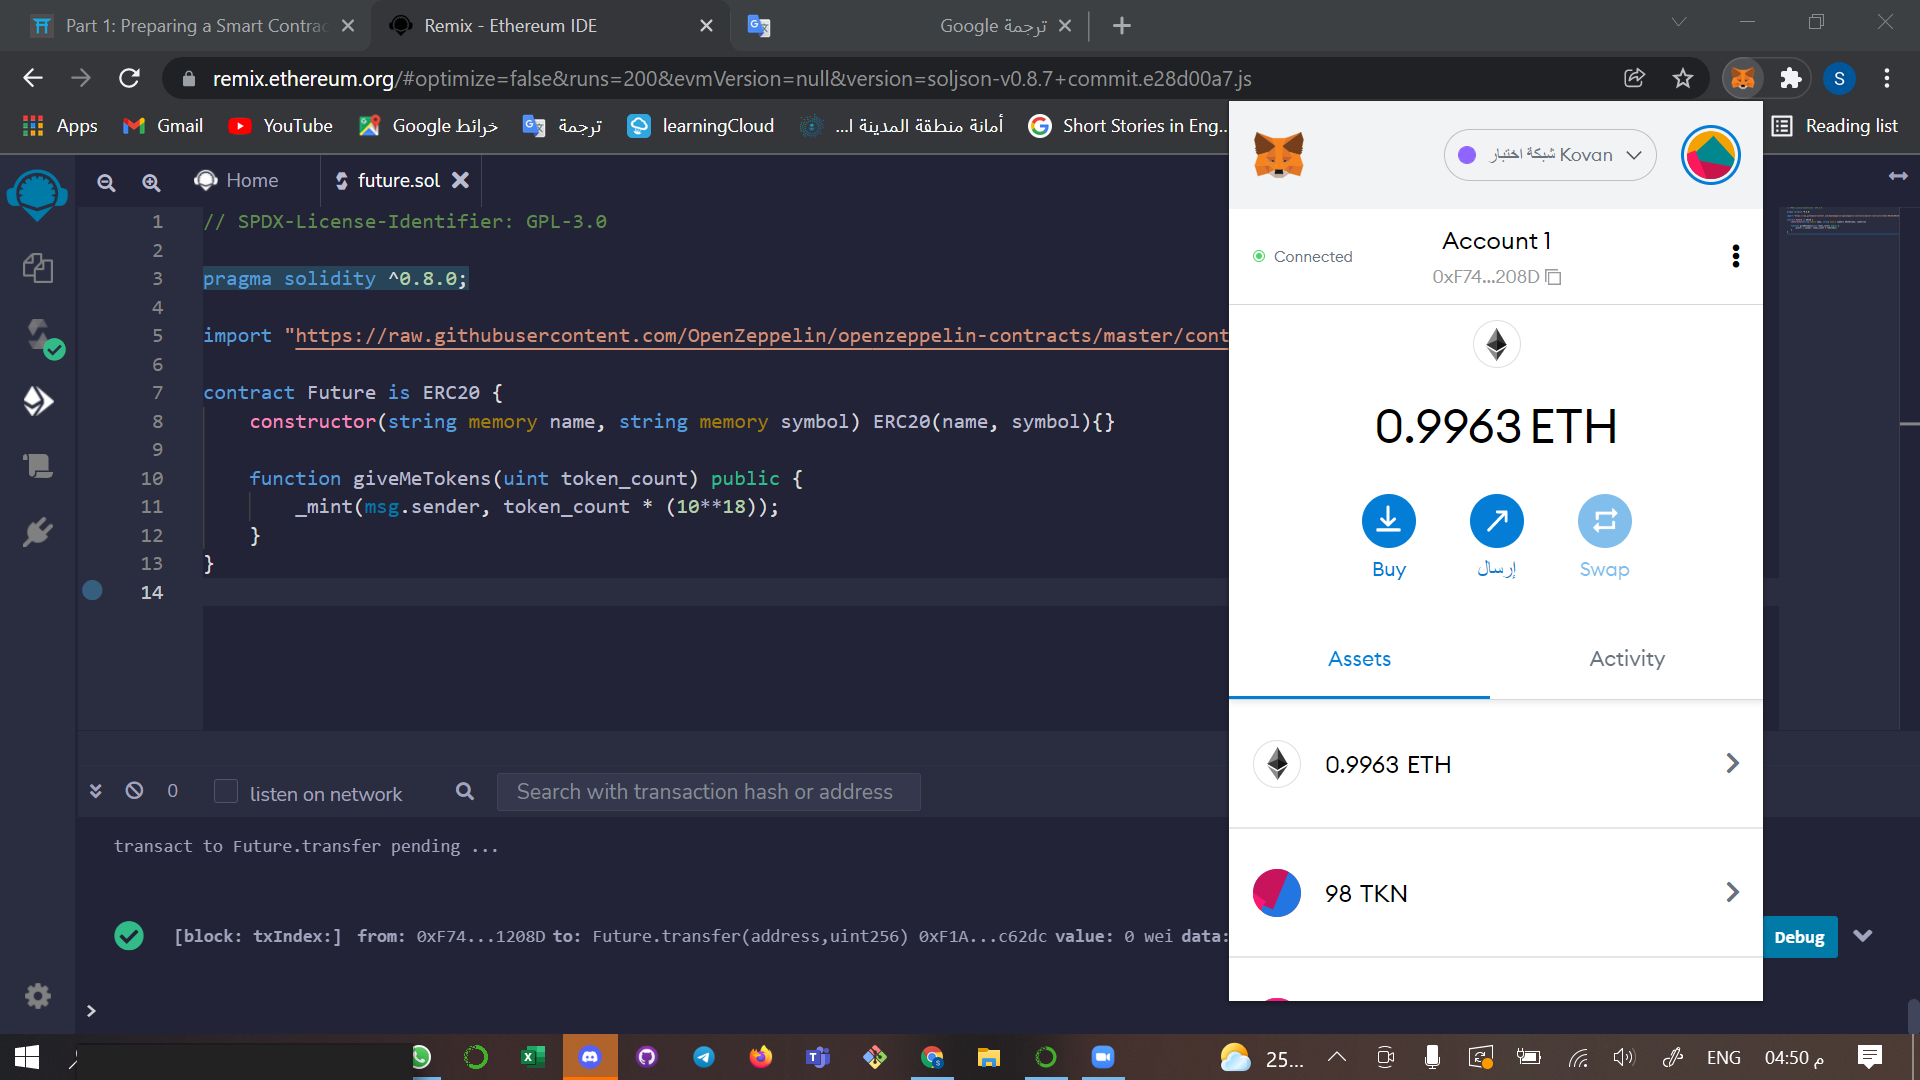 Part 1: Preparing a Smart Contrac
Remix - Ethereum IDE
ترجمة Google
remix.ethereum.org/#optimize=false&runs=200&evmVersion=null&version=soljson-v0.8.7+commit.e28d00a7.js
S
Apps
Gmail
YouTube
خرائط Google
ترجمة
learningCloud
أمانة منطقة المدينة ا...
Short Stories in Eng...
Reading list
Home
future.sol
1 // SPDX-License-Identifier: GPL-3.0
2
3 pragma solidity ^0.8.0;
4
5 import "https://raw.githubusercontent.com/OpenZeppelin/openzeppelin-contracts/master/cont
6
7 contract Future is ERC20 {
8 constructor(string memory name, string memory symbol) ERC20(name, symbol){}
9
10 function giveMeTokens(uint token_count) public {
11 _mint(msg.sender, token_count * (10**18));
12 }
13 }
14
0
listen on network
Search with transaction hash or address
transact to Future.transfer pending ...
[block: txIndex:] from: 0xF74...1208D to: Future.transfer(address,uint256) 0xF1A...c62dc value: 0 wei data:
Debug
>
شبكة اختبار Kovan
Connected
Account 1
0xF74...208D
0.9963 ETH
Buy
إرسال
Swap
Assets
Activity
0.9963 ETH
98 TKN
25...
ENG
04:50 م